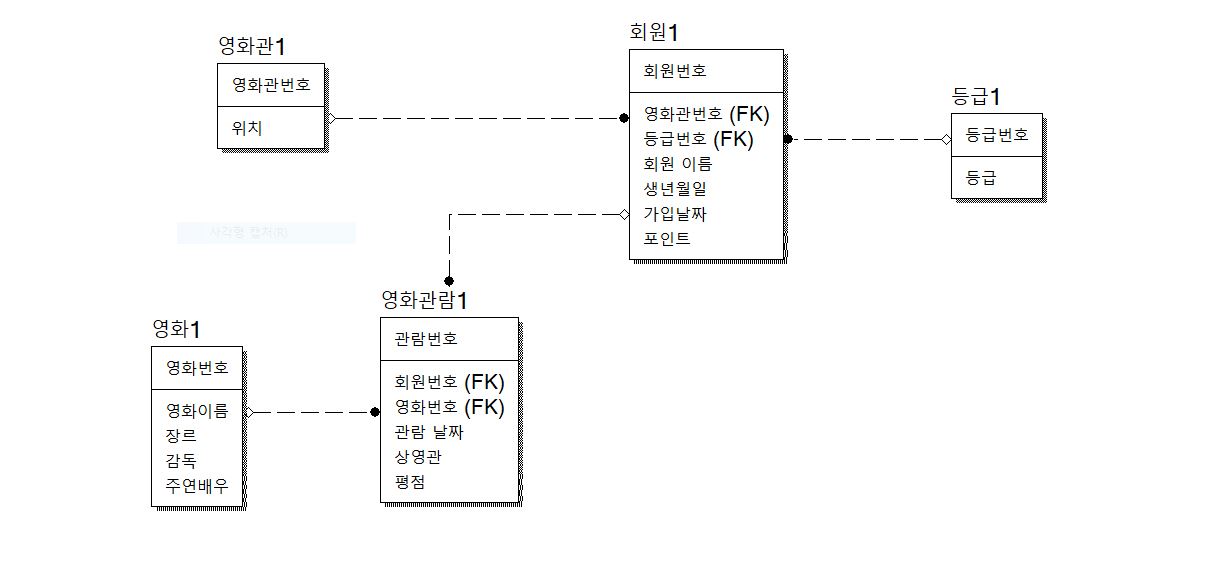 영화관1
영화관번호
위치
회원1
회원번호
영화관번호 (FK)
등급번호 (FK)
회원 이름
생년월일
가입날짜
포인트
등급1
등급번호
등급
사각형 캡처(R)
영화1
영화번호
영화이름
장르
감독
주연배우
영화관람1
관람번호
회원번호 (FK)
영화번호 (FK)
관람 날짜
상영관
평점